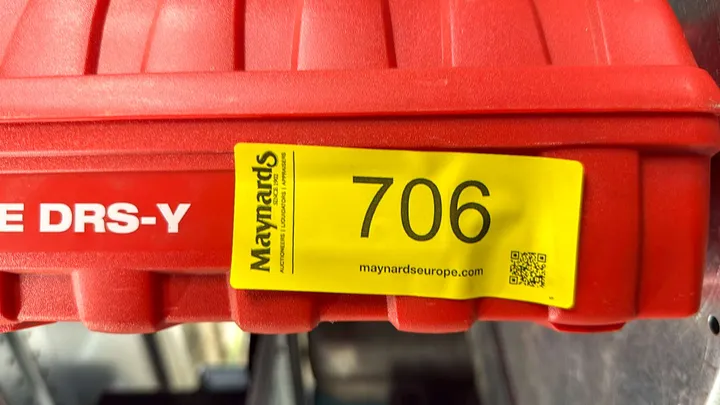 E DRS-Y
Maynards
SINCE 1902
AUCTIONEERS | LIQUIDATORS | APPRAISERS
706
maynardseurope.com